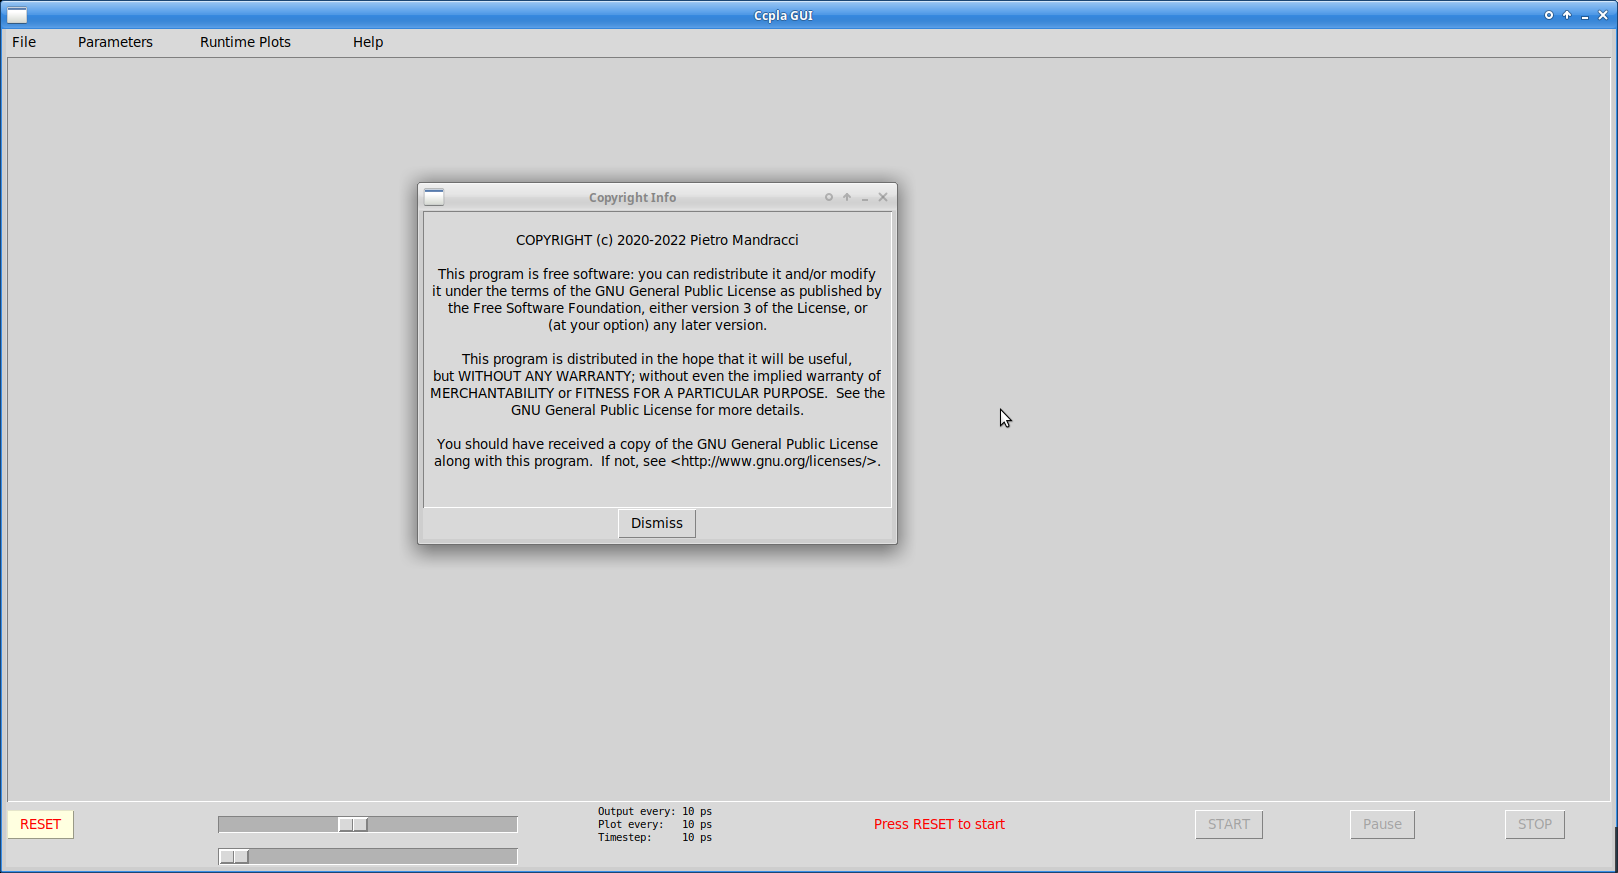 Ccpla GUI
File Parameters Runtime Plots Help
Copyright Info
COPYRIGHT (c) 2020-2022 Pietro Mandracci
This program is free software: you can redistribute it and/or modify
it under the terms of the GNU General Public License as published by
the Free Software Foundation, either version 3 of the License, or
(at your option) any later version.
This program is distributed in the hope that it will be useful,
but WITHOUT ANY WARRANTY; without even the implied warranty of
MERCHANTABILITY or FITNESS FOR A PARTICULAR PURPOSE.  See the
GNU General Public License for more details.
You should have received a copy of the GNU General Public License
along with this program.  If not, see <http://www.gnu.org/licenses/>.
Dismiss
RESET
Output every: 10 ps
Plot every:   10 ps
Timestep:     10 ps
Press RESET to start
START
Pause
STOP